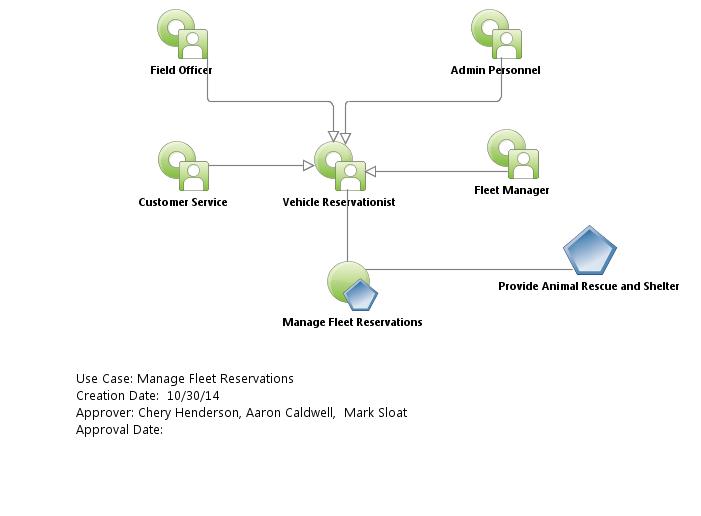 Field Officer
Admin Personnel
Customer Service
Vehicle Reservationist
Fleet Manager
Provide Animal Rescue and Shelter
Manage Fleet Reservations
Use Case: Manage Fleet Reservations
Creation Date:  10/30/14
Approver: Chery Henderson, Aaron Caldwell,  Mark Sloat
Approval Date: